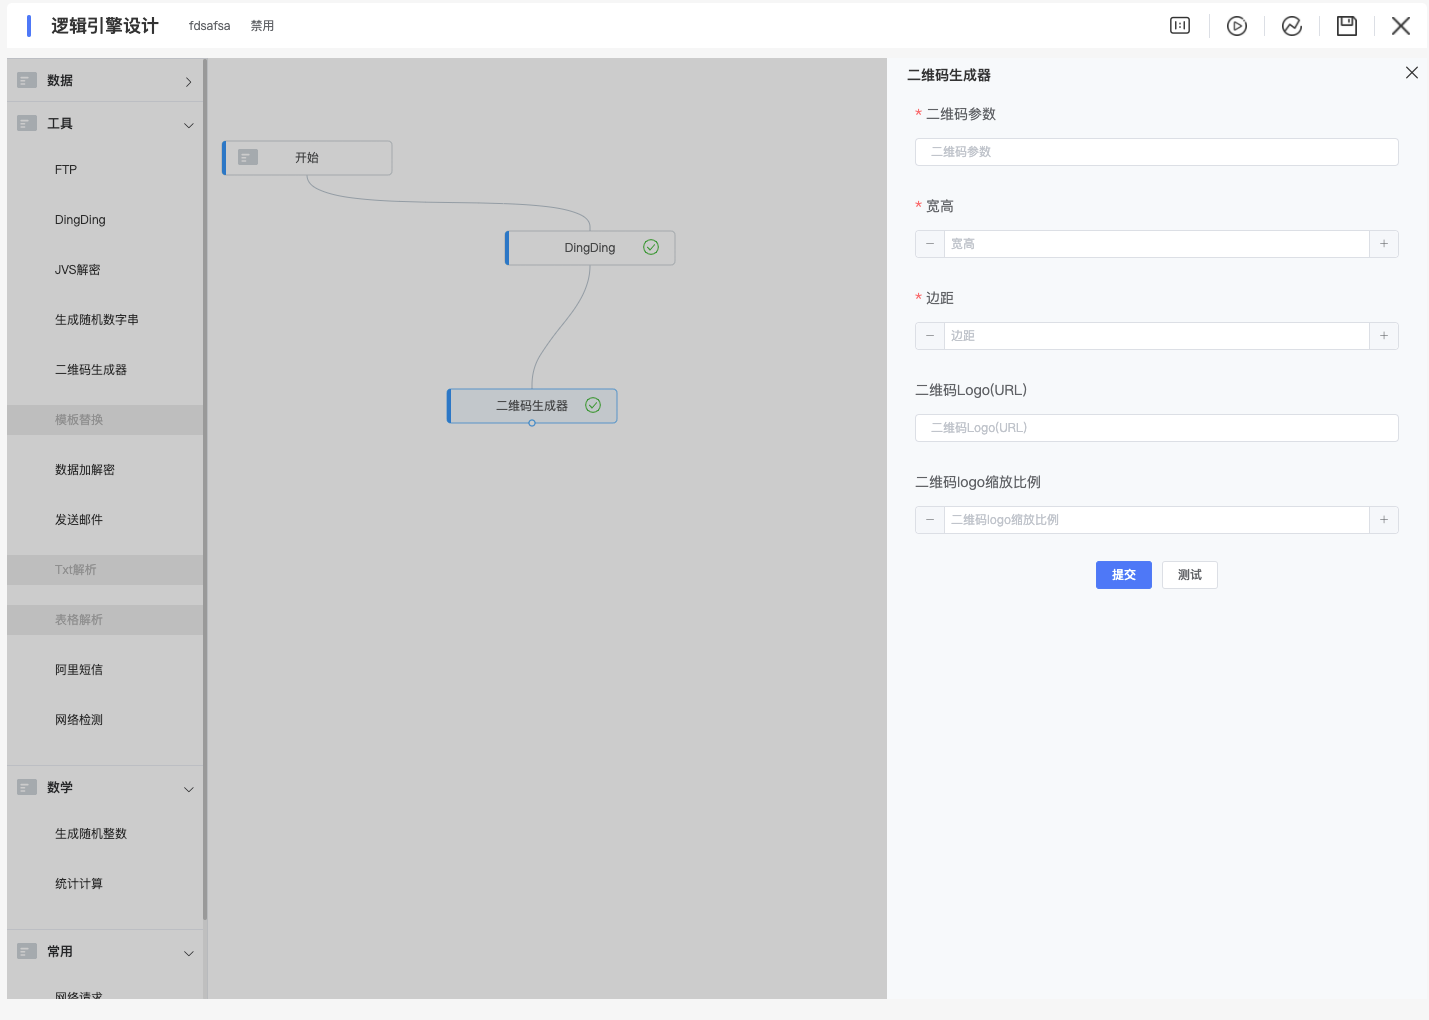 逻辑引擎设计 fdsafsa 禁用
数据
工具
FTP
DingDing
JVS解密
生成随机数字串
二维码生成器
模板替换
数据加解密
发送邮件
Txt解析
表格解析
阿里短信
网络检测
数学
生成随机整数
统计计算
常用
网络请求
开始
DingDing
二维码生成器
二维码生成器
* 二维码参数
二维码参数
* 宽高
− 宽高 +
* 边距
− 边距 +
二维码Logo(URL)
二维码Logo(URL)
二维码logo缩放比例
− 二维码logo缩放比例 +
提交 测试